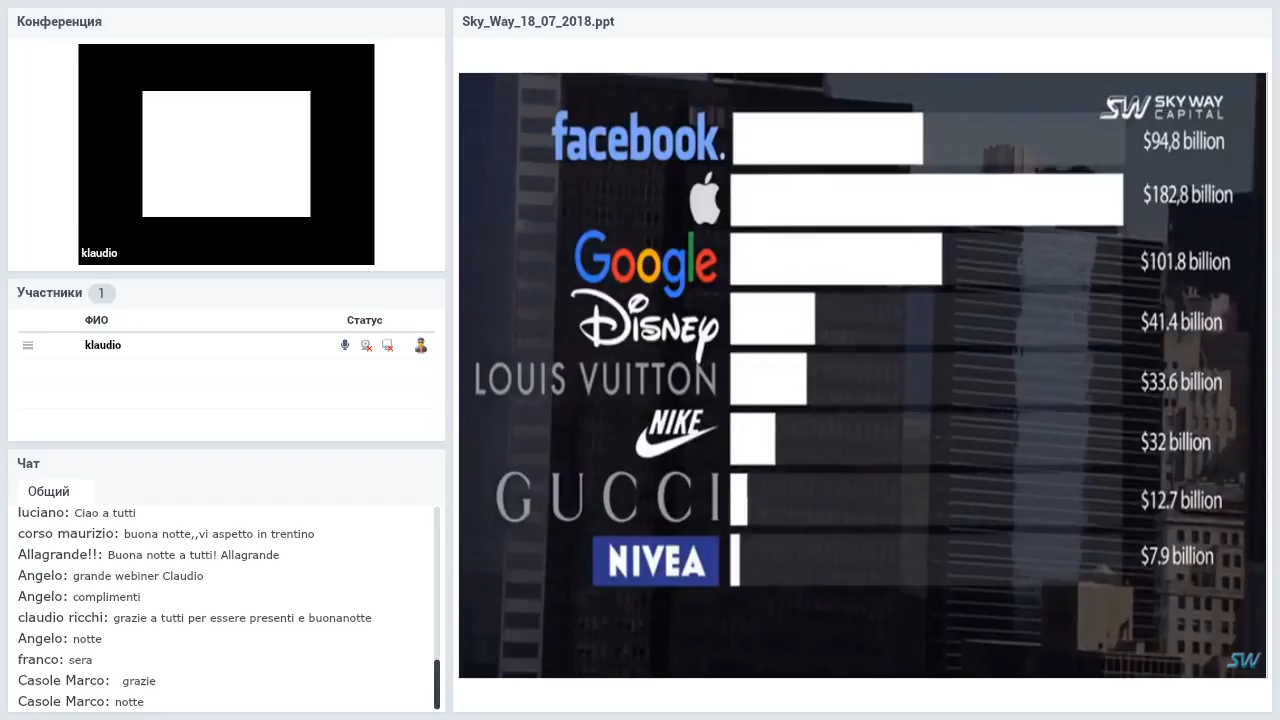 Конференция
klaudio
Участники 1
ФИО Статус
klaudio
Чат
Общий
luciano: Ciao a tutti
corso maurizio: buona notte,,vi aspetto in trentino
Allagrande!!: Buona notte a tutti! Allagrande
Angelo: grande webiner Claudio
Angelo: complimenti
claudio ricchi: grazie a tutti per essere presenti e buonanotte
Angelo: notte
franco: sera
Casole Marco: grazie
Casole Marco: notte
Sky_Way_18_07_2018.ppt
SW SKY WAY
CAPITAL
facebook. $94,8 billion
$182,8 billion
Google $101.8 billion
Disney $41.4 billion
LOUIS VUITTON $33.6 billion
NIKE $32 billion
GUCCI $12.7 billion
NIVEA $7.9 billion
SW